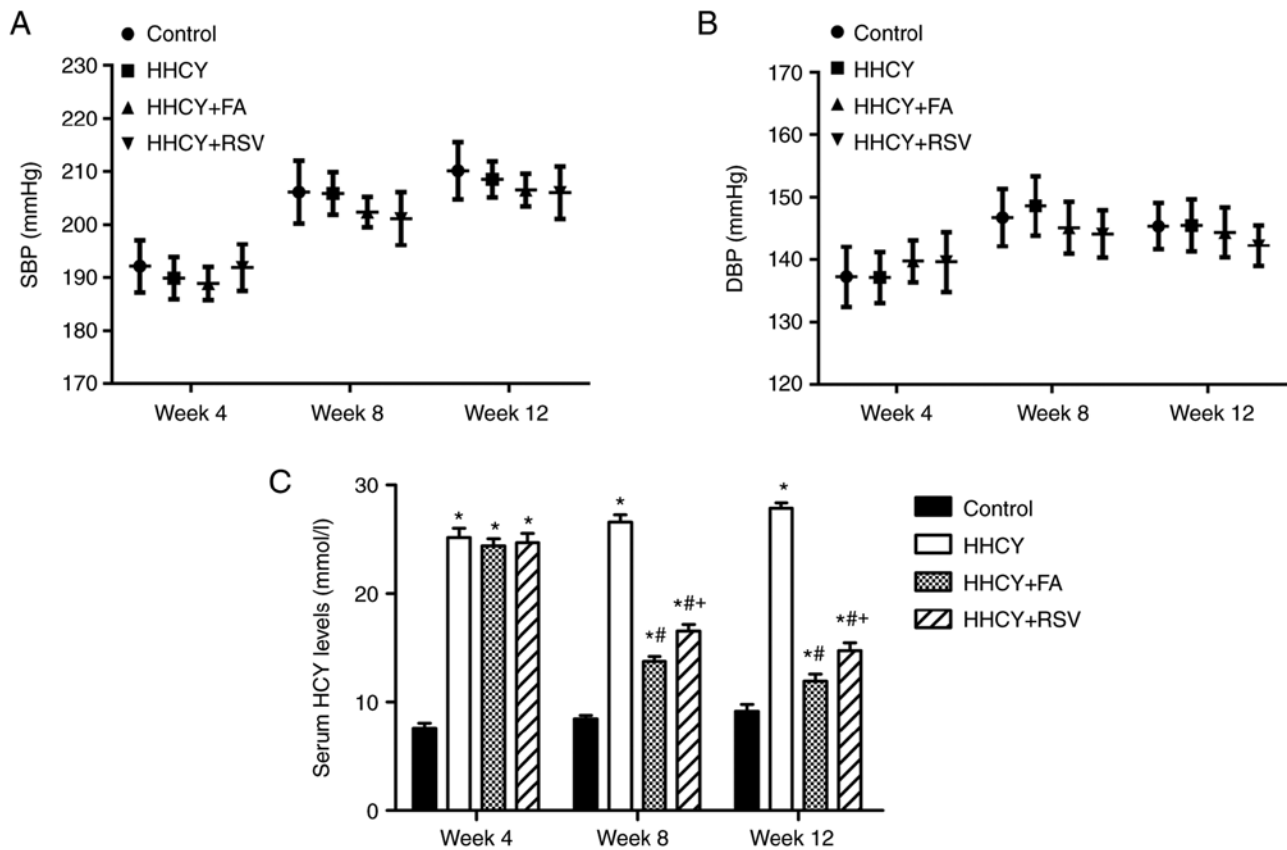 A
Control
HHCY
HHCY+FA
HHCY+RSV
SBP (mmHg)
230
220
210
200
190
180
170
Week 4 Week 8 Week 12
B
Control
HHCY
HHCY+FA
HHCY+RSV
DBP (mmHg)
170
160
150
140
130
120
Week 4 Week 8 Week 12
C
Serum HCY levels (mmol/l)
30
20
10
0
* * *
* *# *#+
* *# *#+
Week 4 Week 8 Week 12
Control
HHCY
HHCY+FA
HHCY+RSV